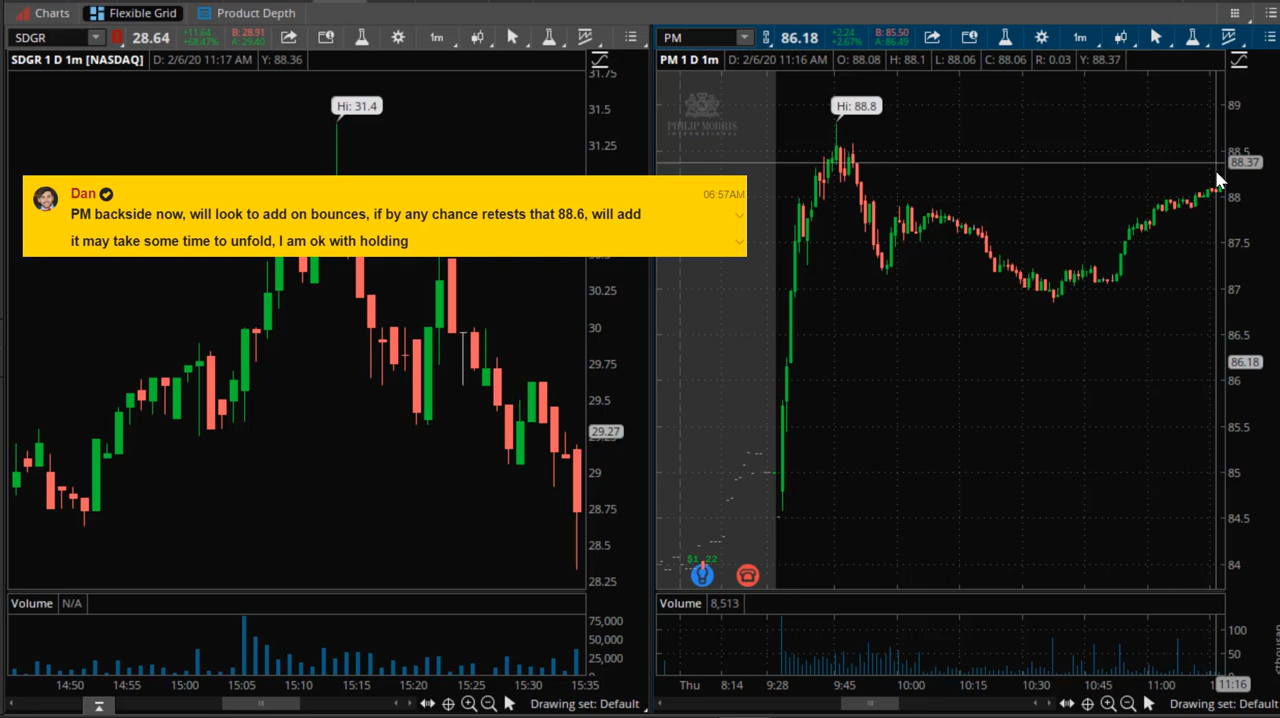 Charts Flexible Grid Product Depth
SDGR 28.64 +11.64 +68.47% B: 28.91 A: 29.40 1m
PM 86.18 +2.24 +2.67% B: 85.50 A: 86.49 1m
SDGR 1 D 1m [NASDAQ] D: 2/6/20 11:17 AM Y: 88.36
PM 1 D 1m D: 2/6/20 11:16 AM O: 88.08 H: 88.1 L: 88.06 C: 88.06 R: 0.03 Y: 88.37
Hi: 31.4
31.75
31.5
31.25
30.25
30
29.75
29.5
29.27
29.25
29
28.75
28.5
28.25
Dan 06:57AM
PM backside now, will look to add on bounces, if by any chance retests that 88.6, will add
it may take some time to unfold, I am ok with holding
PHILIP MORRIS
INTERNATIONAL
Hi: 88.8
89
88.5
88.37
88
87.5
87
86.5
86.18
86
85.5
85
84.5
84
$1.22
Volume N/A
75,000
50,000
25,000
14:50 14:55 15:00 15:05 15:10 15:15 15:20 15:25 15:30 15:35
Drawing set: Default
Volume 8,513
100
50
Thu 8:14 9:28 9:45 10:00 10:15 10:30 10:45 11:00 11:16
Drawing set: Default